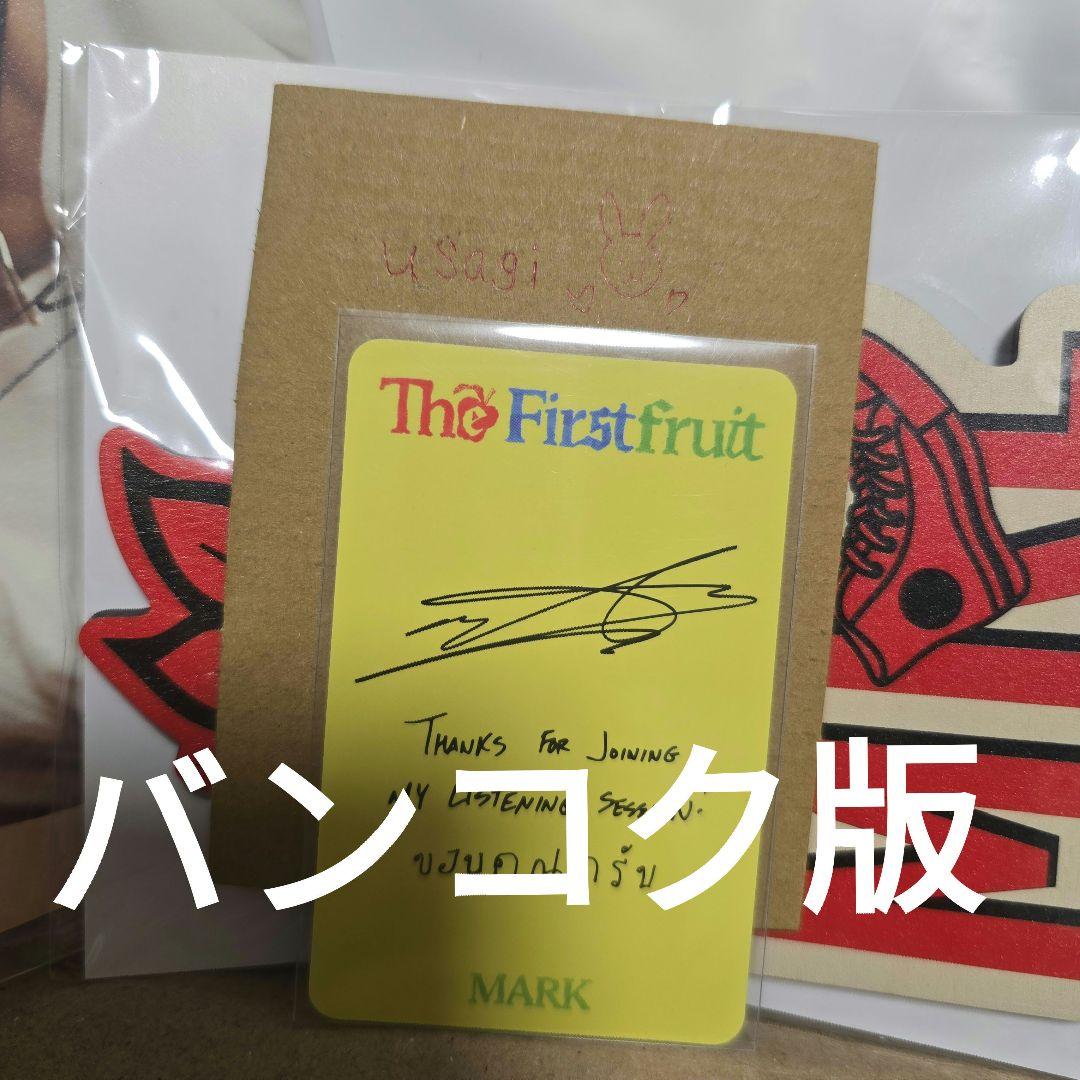 usagi
The Firstfruit
THANKS FOR JOINING
MY LISTENING SESSION!
ขอบคุณครับ
バンコク版
MARK